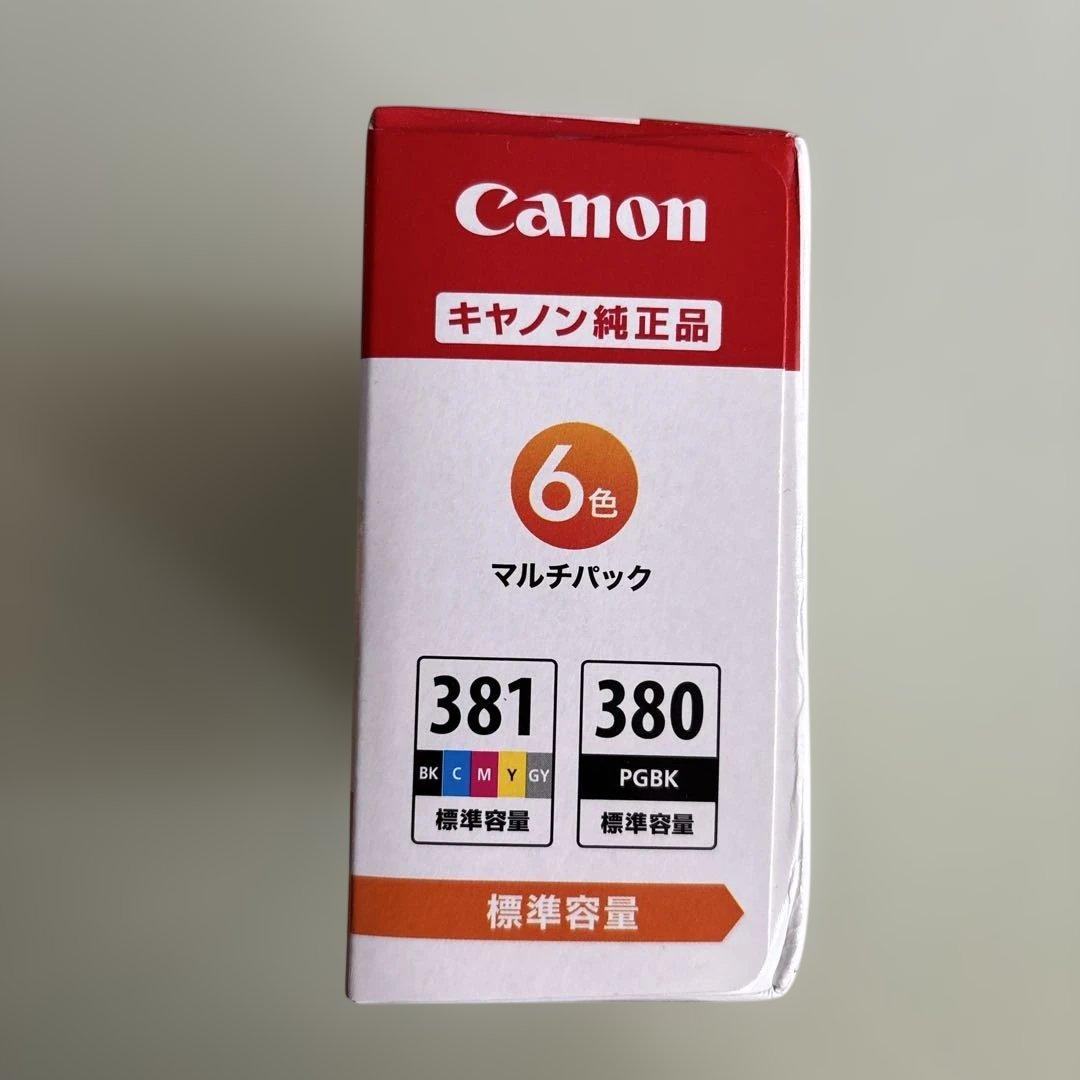 Canon
キヤノン純正品
6色
マルチパック
381
BK C M Y GY
標準容量
380
PGBK
標準容量
標準容量